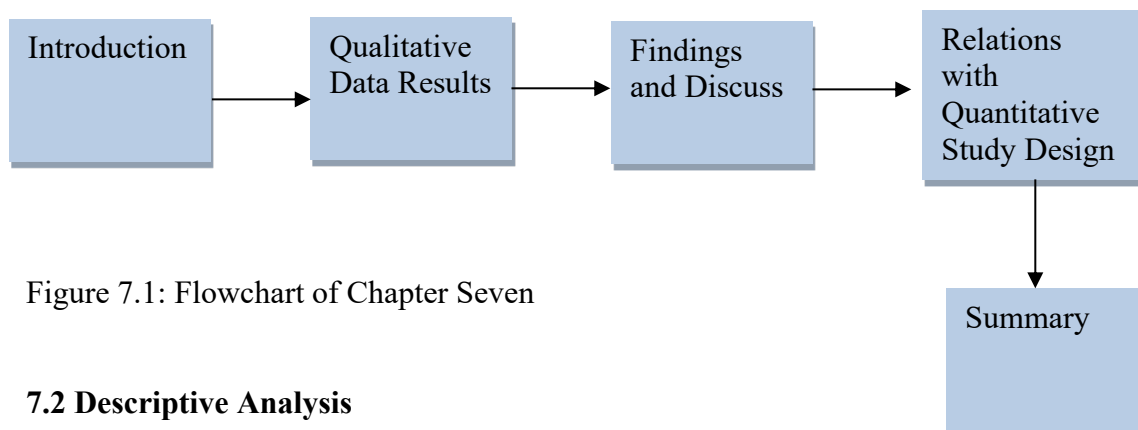 Introduction
Qualitative
Data Results
Findings
and Discuss
Relations
with
Quantitative
Study Design
Summary
Figure 7.1: Flowchart of Chapter Seven
7.2 Descriptive Analysis